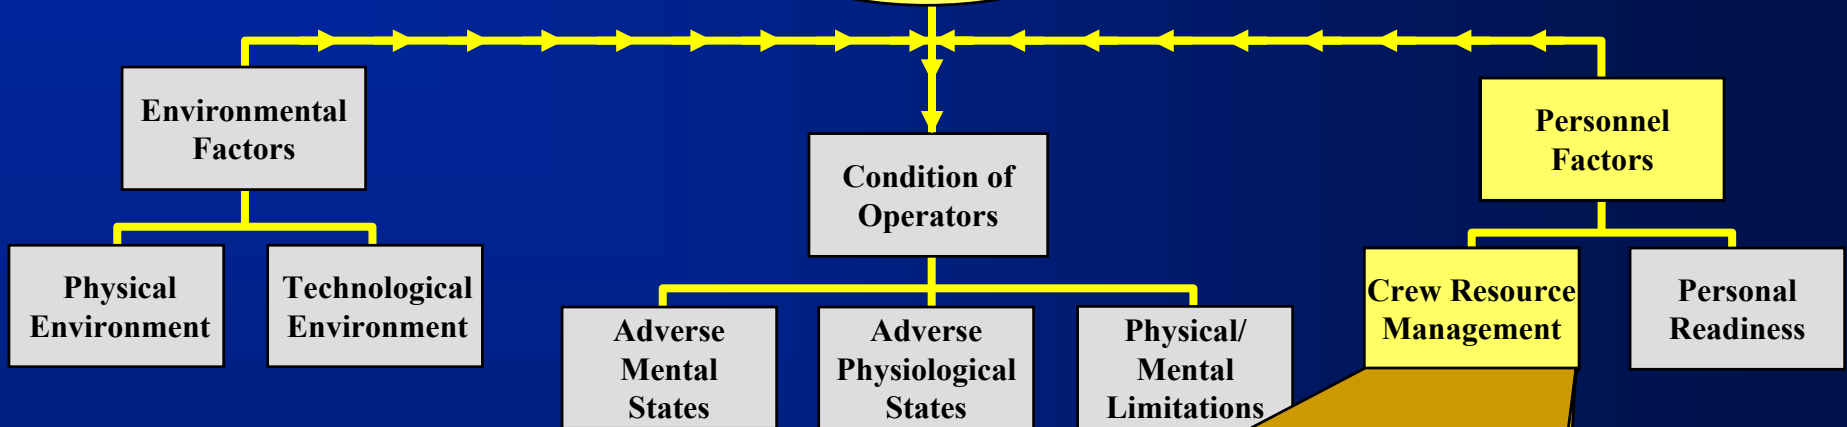 Environmental
Factors
Condition of
Operators
Personnel
Factors
Physical
Environment
Technological
Environment
Adverse
Mental
States
Adverse
Physiological
States
Physical/
Mental
Limitations
Crew Resource
Management
Personal
Readiness